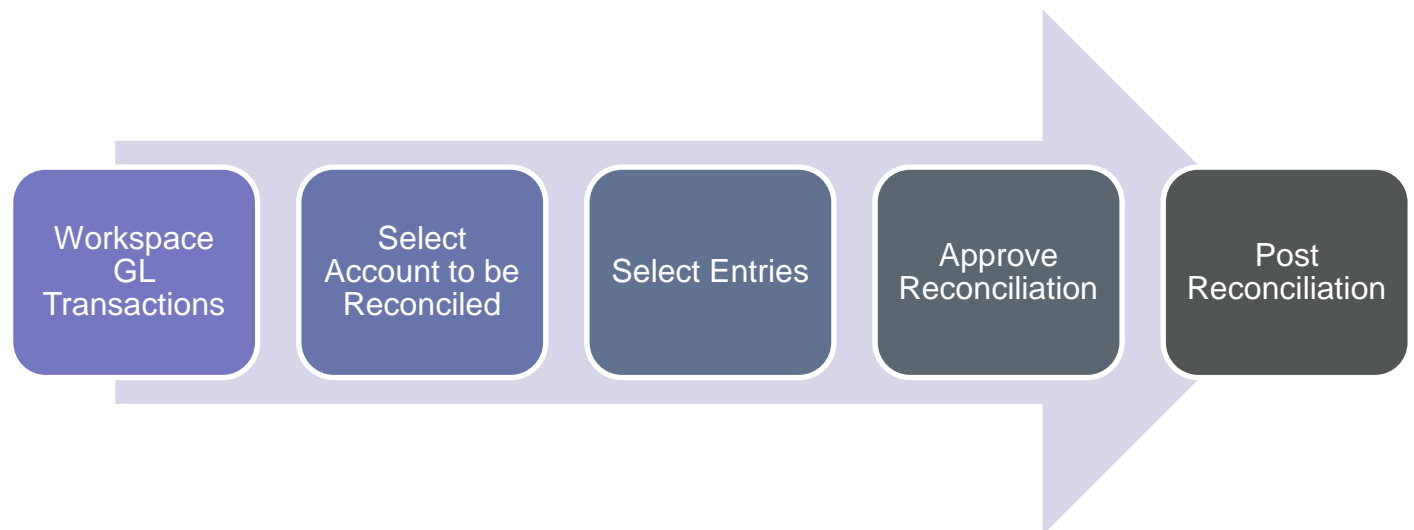 Workspace
GL
Transactions
Select
Account to be
Reconciled
Select Entries
Approve
Reconciliation
Post
Reconciliation